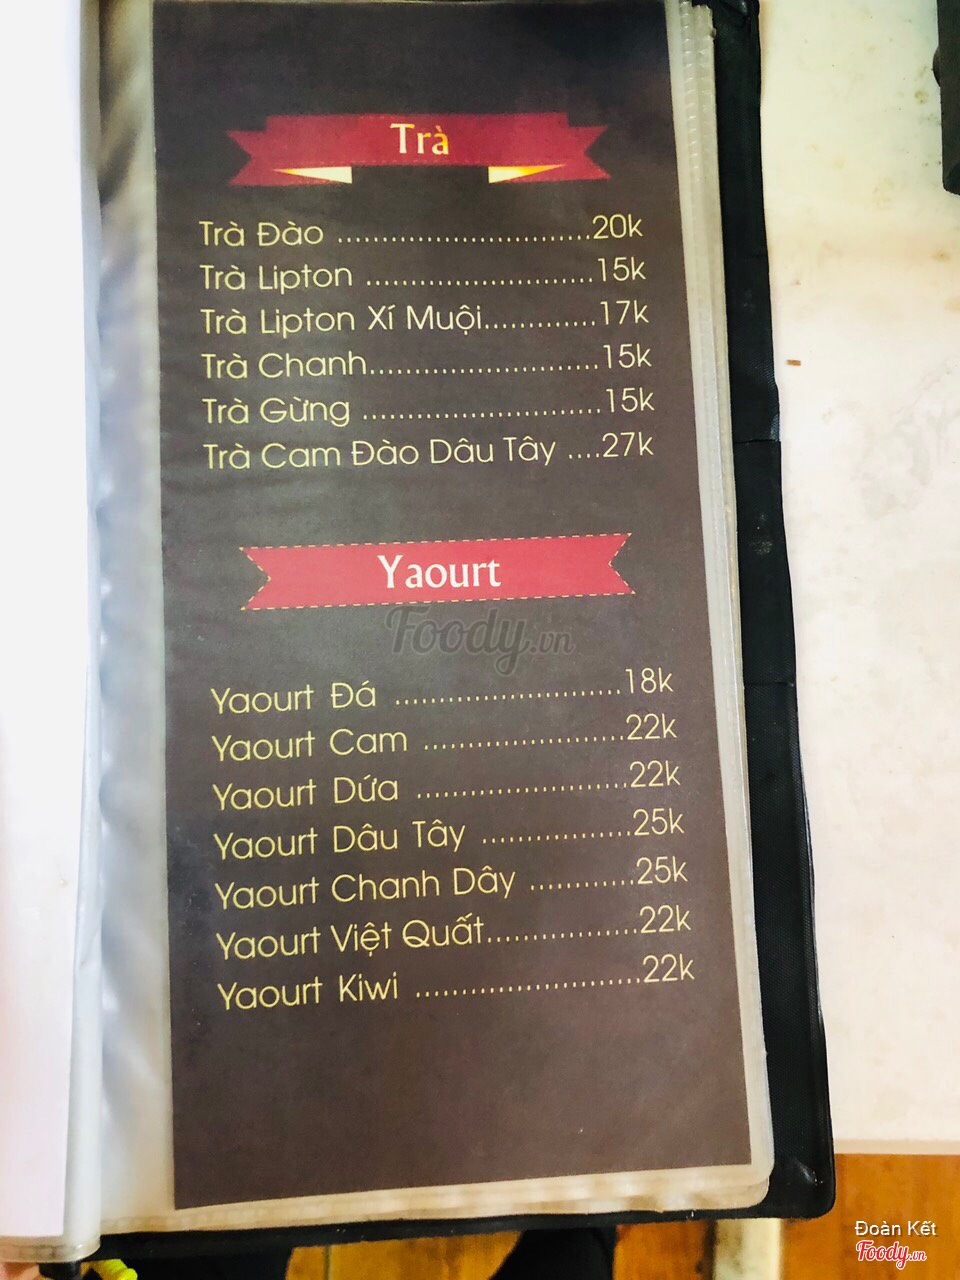 Trà
Trà Đào ............................20k
Trà Lipton .........................15k
Trà Lipton Xí Muội.............17k
Trà Chanh..........................15k
Trà Gừng ...........................15k
Trà Cam Đào Dâu Tây ....27k
Yaourt
Foody.vn
Yaourt Đá ........................18k
Yaourt Cam ......................22k
Yaourt Dứa .......................22k
Yaourt Dâu Tây ................25k
Yaourt Chanh Dây ............25k
Yaourt Việt Quất.................22k
Yaourt Kiwi ........................22k
Đoàn Kết
Foody.vn